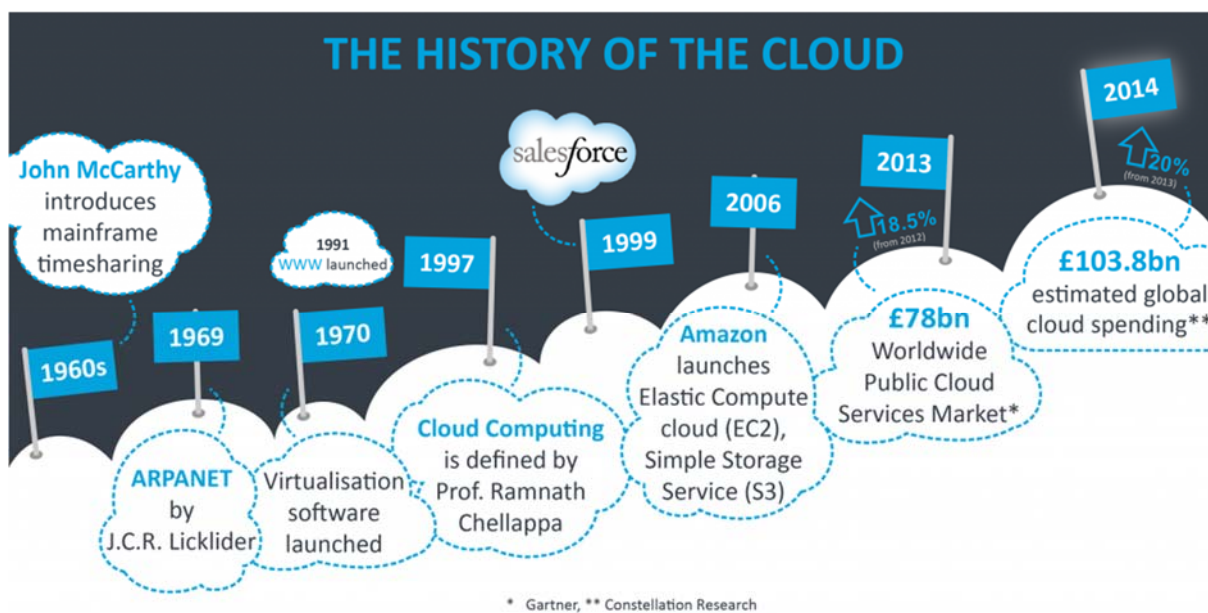 THE HISTORY OF THE CLOUD
1960s
John McCarthy
introduces
mainframe
timesharing
1969
ARPANET
by
J.C.R. Licklider
1970
Virtualisation
software
launched
1991
WWW launched
1997
Cloud Computing
is defined by
Prof. Ramnath
Chellappa
1999
salesforce
2006
Amazon
launches
Elastic Compute
cloud (EC2),
Simple Storage
Service (S3)
2013
18.5%
(from 2012)
£78bn
Worldwide
Public Cloud
Services Market*
2014
20%
(from 2013)
£103.8bn
estimated global
cloud spending**
* Gartner, ** Constellation Research